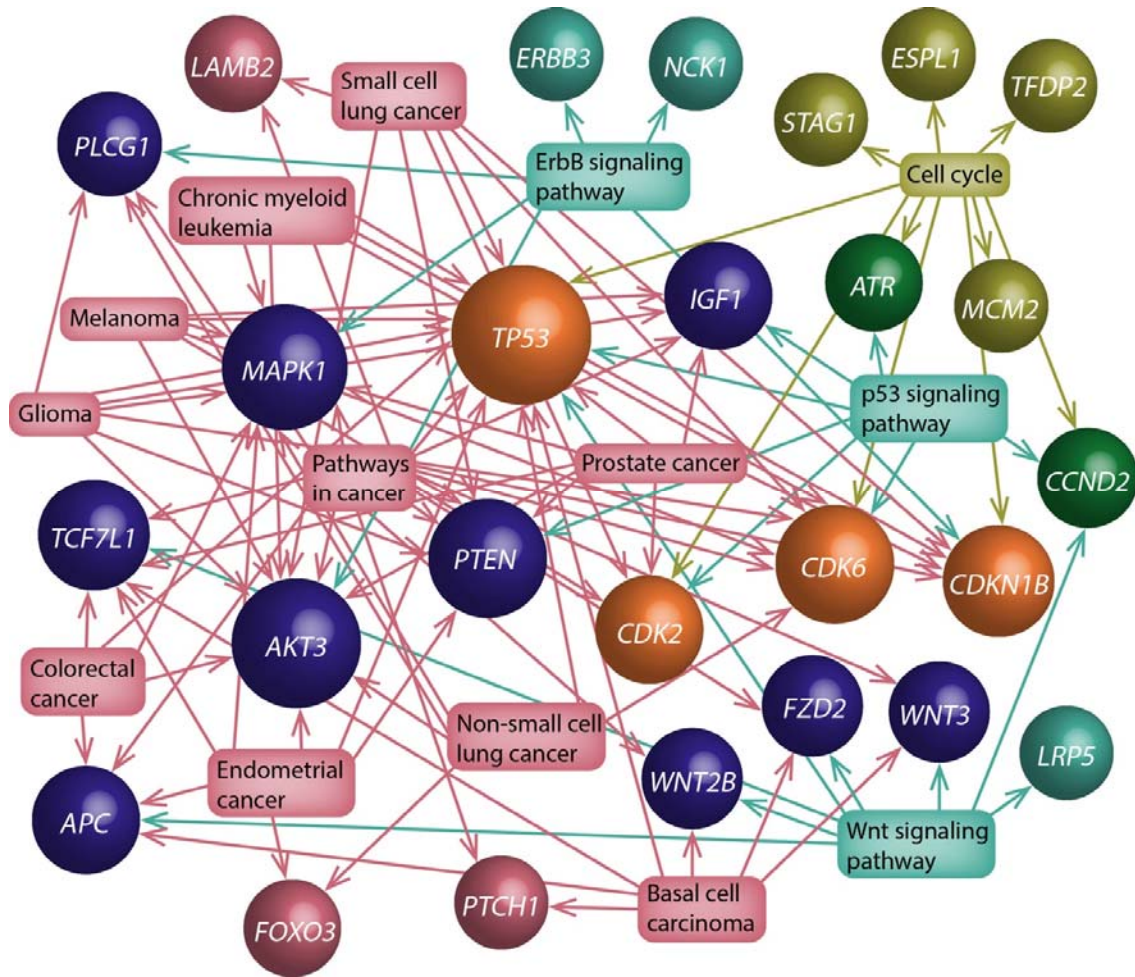 ERBB3
ESPL1
LAMB2
NCK1
TFDP2
Small cell
lung cancer
STAG1
PLCG1
ErbB signaling
pathway
Cell cycle
Chronic myeloid
leukemia
ATR
IGF1
MCM2
Melanoma
TP53
MAPK1
p53 signaling
pathway
Glioma
Pathways
in cancer
Prostate cancer
CCND2
TCF7L1
PTEN
CDK6
CDKN1B
CDK2
AKT3
Colorectal
cancer
FZD2
WNT3
Non-small cell
lung cancer
LRP5
Endometrial
cancer
WNT2B
APC
Wnt signaling
pathway
Basal cell
carcinoma
PTCH1
FOXO3